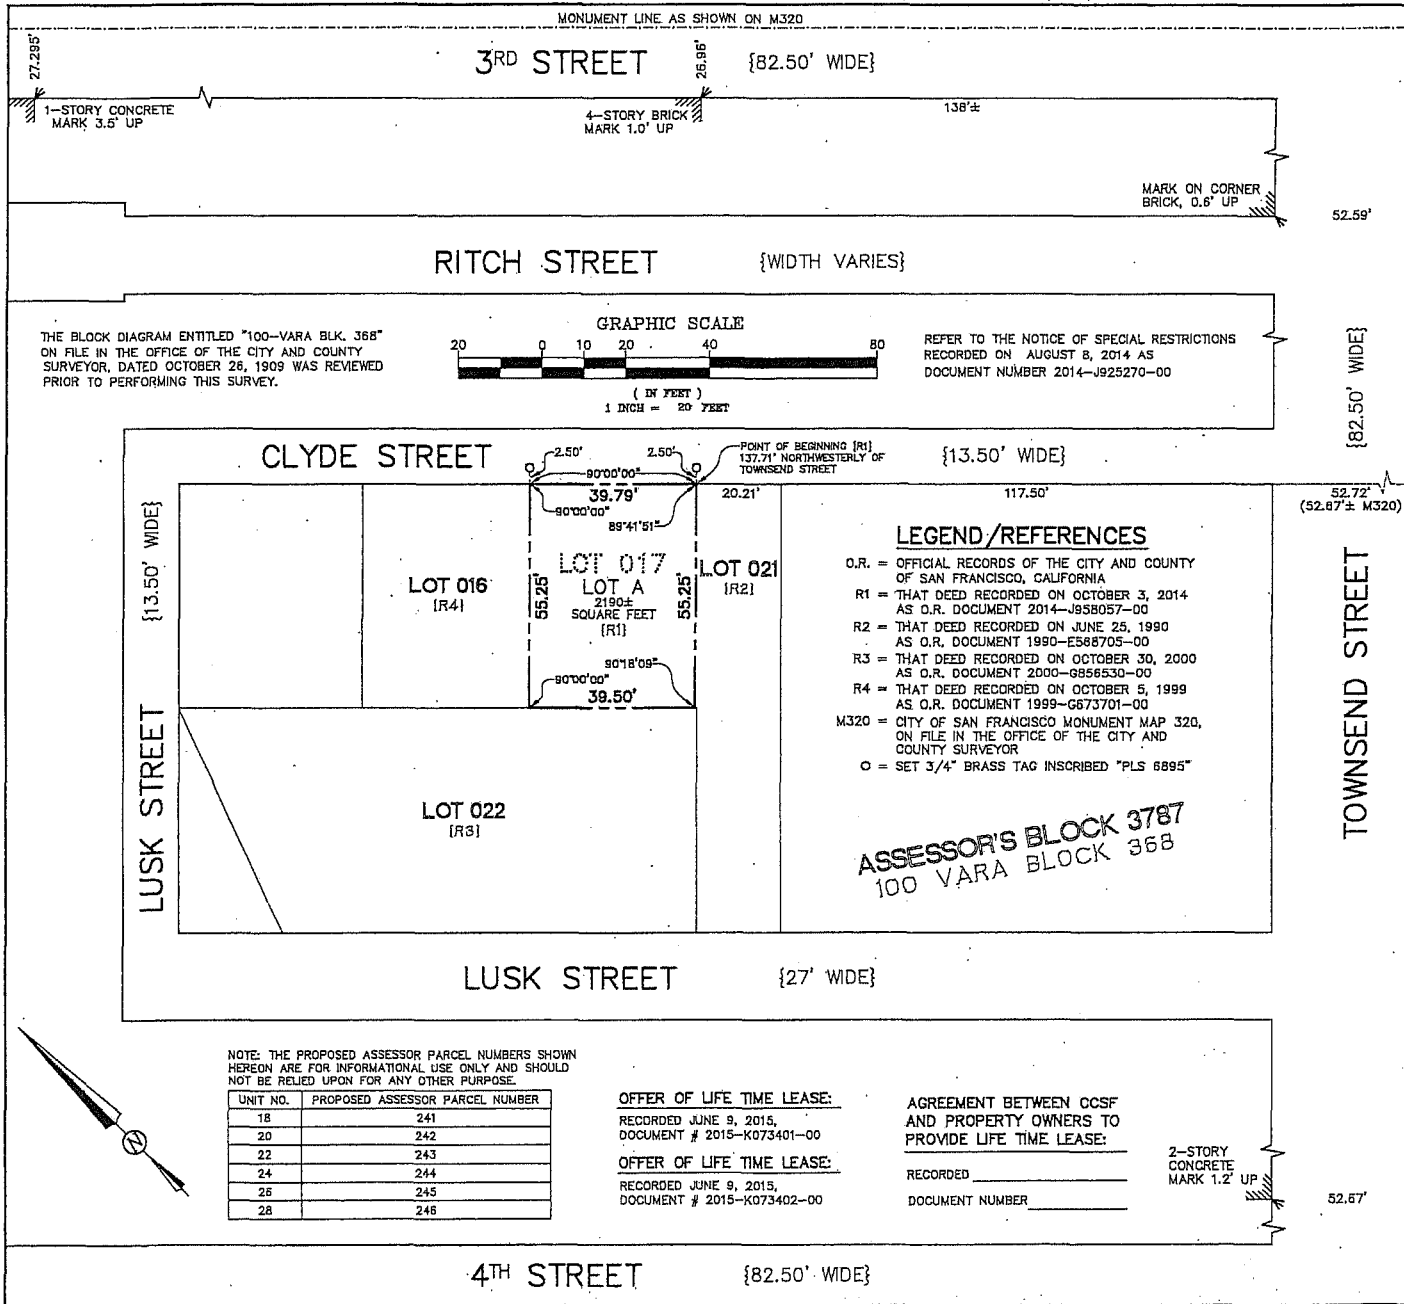 MONUMENT LINE AS SHOWN ON M320
27.295'
3RD STREET
26.96'
{82.50' WIDE}
1-STORY CONCRETE
MARK 3.5' UP
4-STORY BRICK
MARK 1.0' UP
138'±
MARK ON CORNER
BRICK, 0.6' UP
52.59'
RITCH STREET
{WIDTH VARIES}
THE BLOCK DIAGRAM ENTITLED "100-VARA BLK. 368"
ON FILE IN THE OFFICE OF THE CITY AND COUNTY
SURVEYOR, DATED OCTOBER 26, 1909 WAS REVIEWED
PRIOR TO PERFORMING THIS SURVEY.
GRAPHIC SCALE
20 0 10 20 40 80
( IN FEET )
1 INCH = 20 FEET
REFER TO THE NOTICE OF SPECIAL RESTRICTIONS
RECORDED ON AUGUST 8, 2014 AS
DOCUMENT NUMBER 2014-J925270-00
{82.50' WIDE}
CLYDE STREET
2.50'
2.50'
90°00'00"
POINT OF BEGINNING [R1]
137.71' NORTHWESTERLY OF
TOWNSEND STREET
{13.50' WIDE}
{13.50' WIDE}
39.79'
20.21'
117.50'
52.72'
(52.87'± M320)
90°00'00"
89°41'51"
LOT 017
LOT A
2190±
SQUARE FEET
[R1]
55.25'
55.25'
LOT 016
[R4]
LOT 021
[R2]
90°18'09"
90°00'00"
39.50'
LEGEND/REFERENCES
O.R. = OFFICIAL RECORDS OF THE CITY AND COUNTY
OF SAN FRANCISCO, CALIFORNIA
R1 = THAT DEED RECORDED ON OCTOBER 3, 2014
AS O.R. DOCUMENT 2014-J958057-00
R2 = THAT DEED RECORDED ON JUNE 25, 1990
AS O.R. DOCUMENT 1990-E568705-00
R3 = THAT DEED RECORDED ON OCTOBER 30, 2000
AS O.R. DOCUMENT 2000-G856530-00
R4 = THAT DEED RECORDED ON OCTOBER 5, 1999
AS O.R. DOCUMENT 1999-G673701-00
M320 = CITY OF SAN FRANCISCO MONUMENT MAP 320,
ON FILE IN THE OFFICE OF THE CITY AND
COUNTY SURVEYOR
O = SET 3/4" BRASS TAG INSCRIBED "PLS 6895"
TOWNSEND STREET
LUSK STREET
LOT 022
[R3]
ASSESSOR'S BLOCK 3787
100 VARA BLOCK 368
LUSK STREET
{27' WIDE}
N
NOTE: THE PROPOSED ASSESSOR PARCEL NUMBERS SHOWN
HEREON ARE FOR INFORMATIONAL USE ONLY AND SHOULD
NOT BE RELIED UPON FOR ANY OTHER PURPOSE.
UNIT NO. PROPOSED ASSESSOR PARCEL NUMBER
18 241
20 242
22 243
24 244
26 245
28 246
OFFER OF LIFE TIME LEASE:
RECORDED JUNE 9, 2015,
DOCUMENT # 2015-K073401-00
OFFER OF LIFE TIME LEASE:
RECORDED JUNE 9, 2015,
DOCUMENT # 2015-K073402-00
AGREEMENT BETWEEN CCSF
AND PROPERTY OWNERS TO
PROVIDE LIFE TIME LEASE:
RECORDED
DOCUMENT NUMBER
2-STORY
CONCRETE
MARK 1.2' UP
52.67'
4TH STREET
{82.50' WIDE}